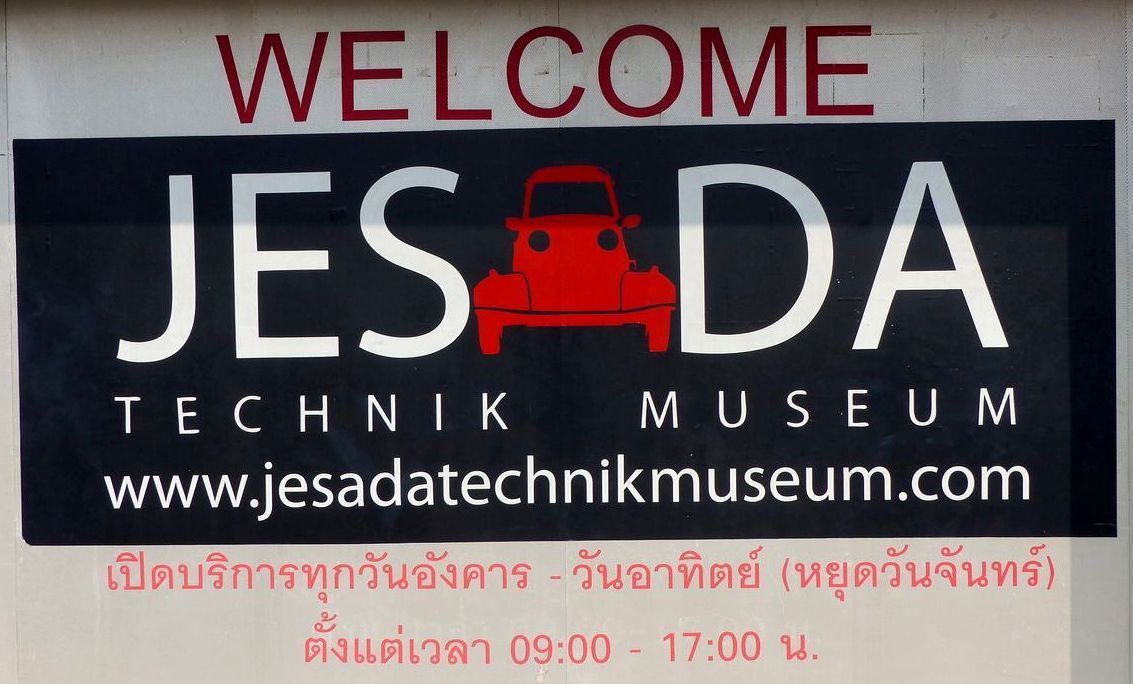 WELCOME
JESADA
TECHNIK MUSEUM
www.jesadatechnikmuseum.com
เปิดบริการทุกวันอังคาร - วันอาทิตย์ (หยุดวันจันทร์)
ตั้งแต่เวลา 09:00 - 17:00 น.